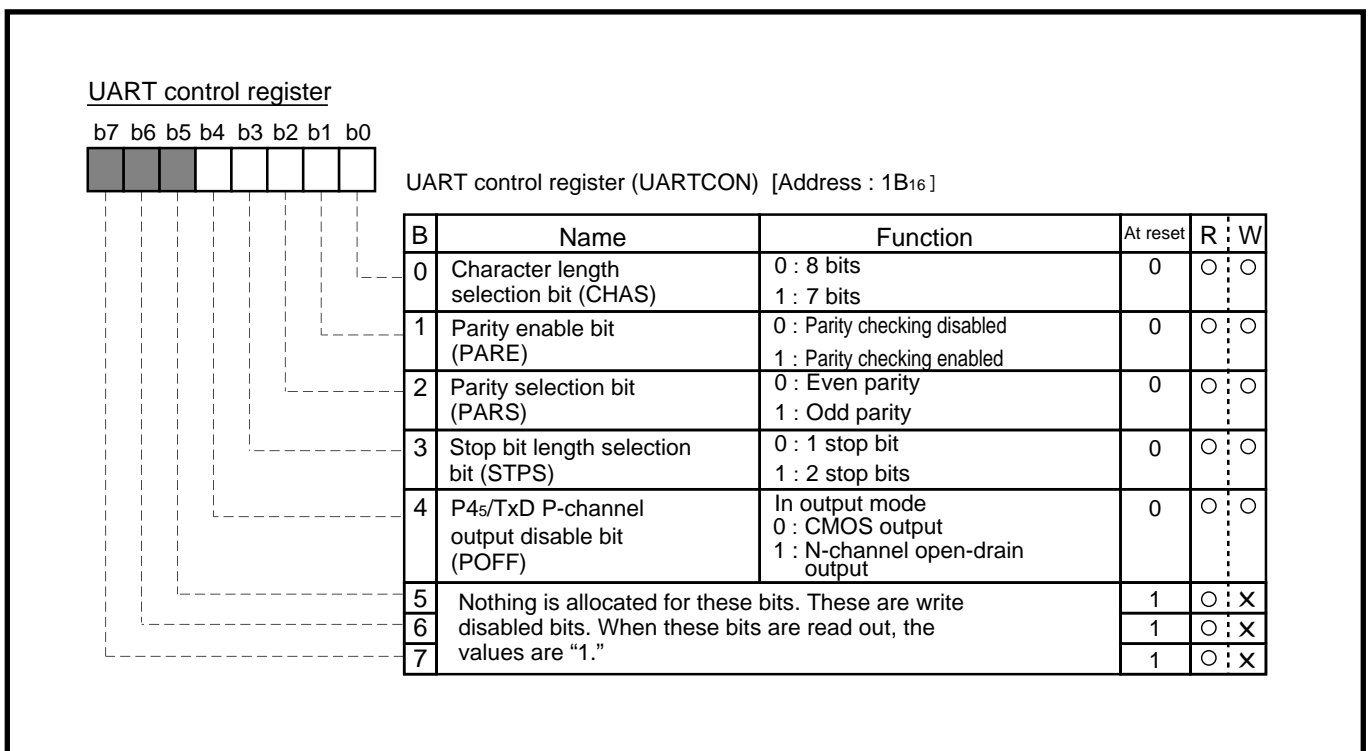 UART control register
b7 b6 b5 b4 b3 b2 b1 b0
UART control register (UARTCON) [Address : 1B16 ]
B Name Function At reset R W
0 Character length selection bit (CHAS) 0 : 8 bits 0 ○ ○
1 : 7 bits
1 Parity enable bit (PARE) 0 : Parity checking disabled 0 ○ ○
1 : Parity checking enabled
2 Parity selection bit (PARS) 0 : Even parity 0 ○ ○
1 : Odd parity
3 Stop bit length selection bit (STPS) 0 : 1 stop bit 0 ○ ○
1 : 2 stop bits
4 P45/TxD P-channel output disable bit (POFF) In output mode 0 ○ ○
0 : CMOS output
1 : N-channel open-drain
output
5 Nothing is allocated for these bits. These are write 1 ○ ×
6 disabled bits. When these bits are read out, the 1 ○ ×
7 values are “1.” 1 ○ ×